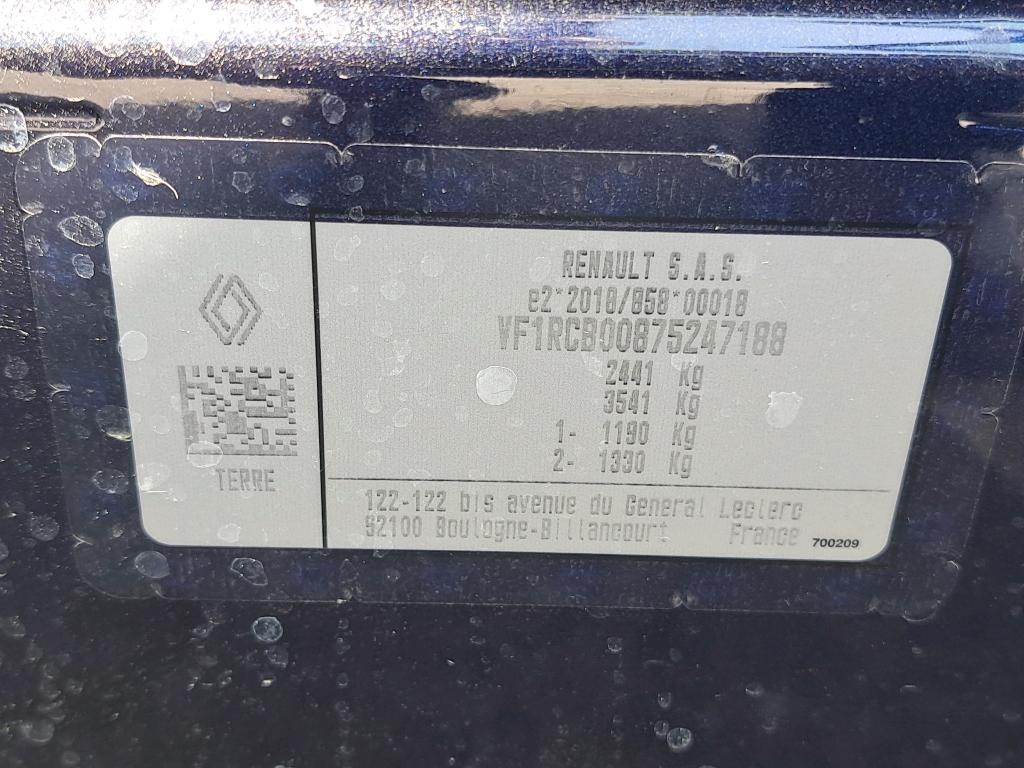 RENAULT S.A.S.
e2*2018/858*00018
VF1RCB00875247188
2441 Kg
3541 Kg
1- 1190 Kg
2- 1330 Kg
TERRE
122-122 bis avenue du General Leclerc
92100 Boulogne-Billancourt France 700209